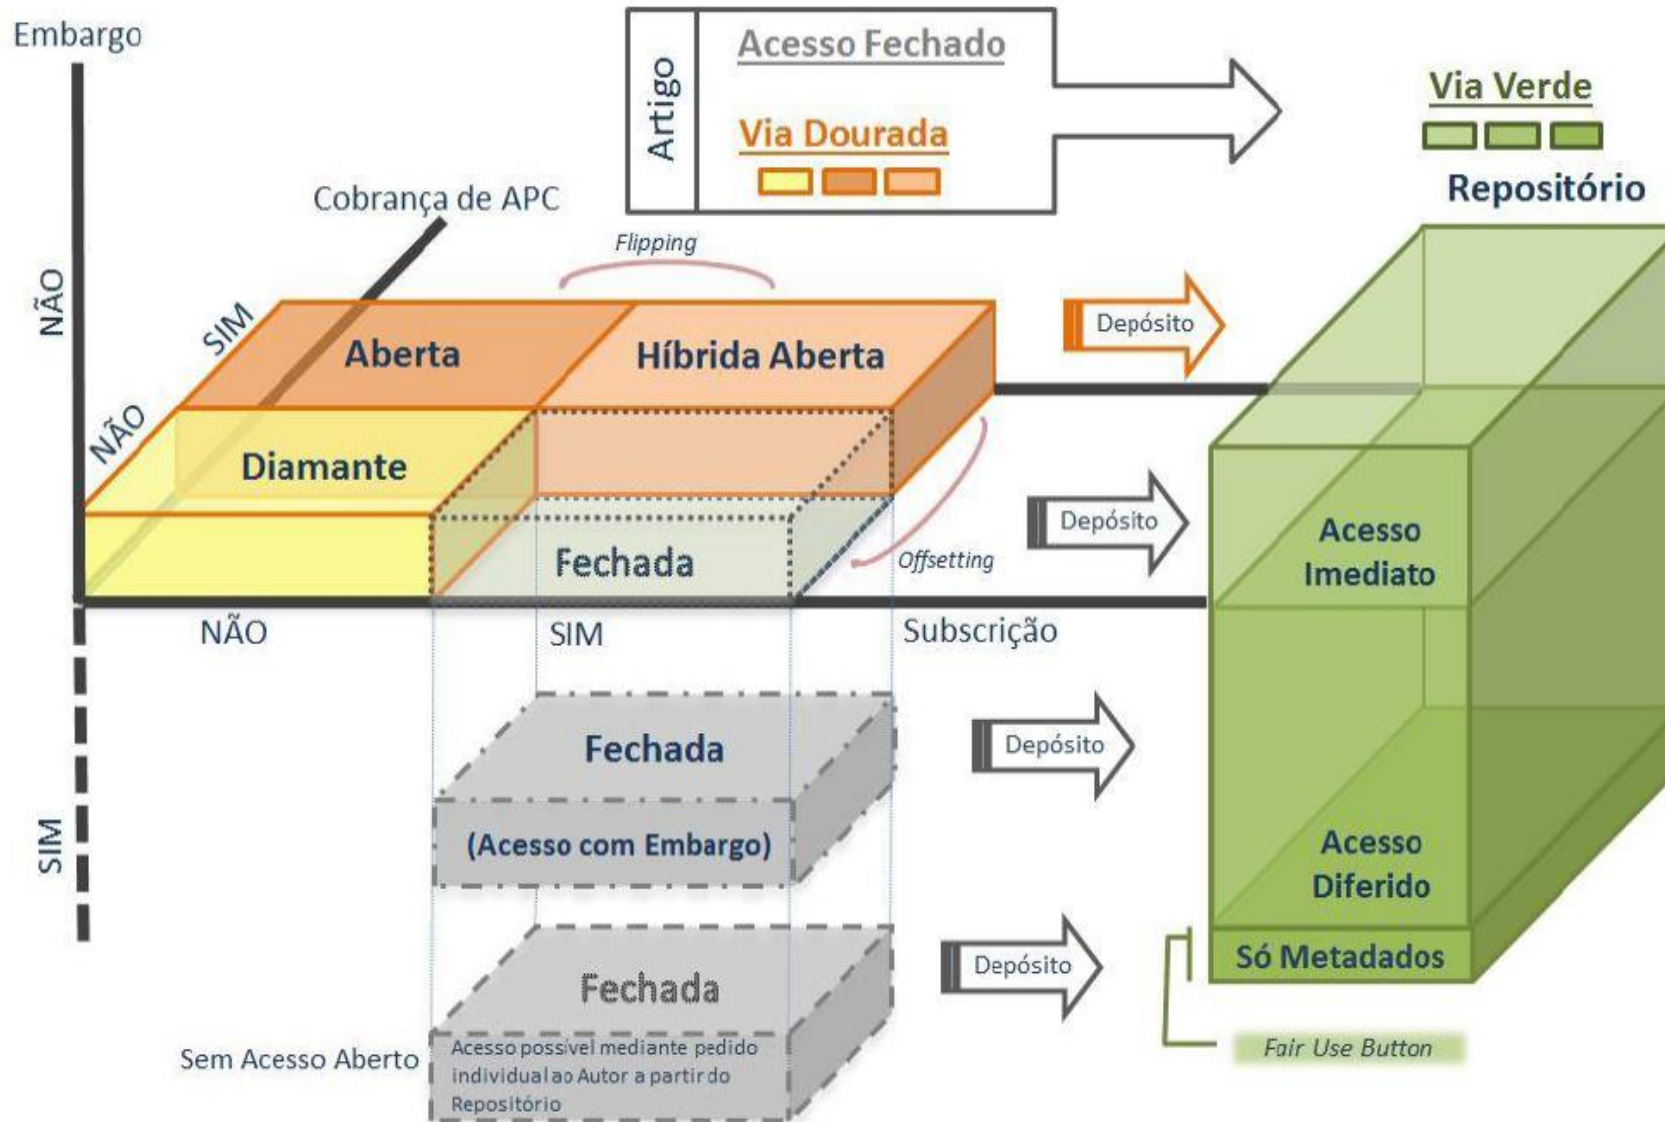 Embargo
Acesso Fechado
Artigo
Via Dourada
Via Verde
Repositório
Cobrança de APC
Flipping
NÃO
SIM
Aberta
Híbrida Aberta
Depósito
NÃO
Diamante
Depósito
Acesso
Imediato
Fechada
Offsetting
NÃO
SIM
Subscrição
Fechada
Depósito
SIM
(Acesso com Embargo)
Acesso
Diferido
Fechada
Depósito
Só Metadados
Sem Acesso Aberto
Acesso possível mediante pedido
individual ao Autor a partir do
Repositório
Fair Use Button